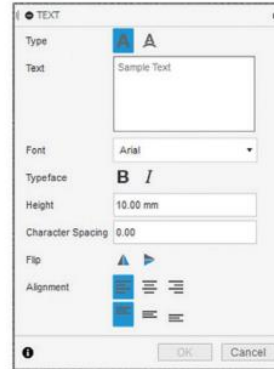 TEXT
Type A A
Text Sample Text
Font Arial
Typeface B I
Height 10.00 mm
Character Spacing 0.00
Flip
Alignment
OK Cancel